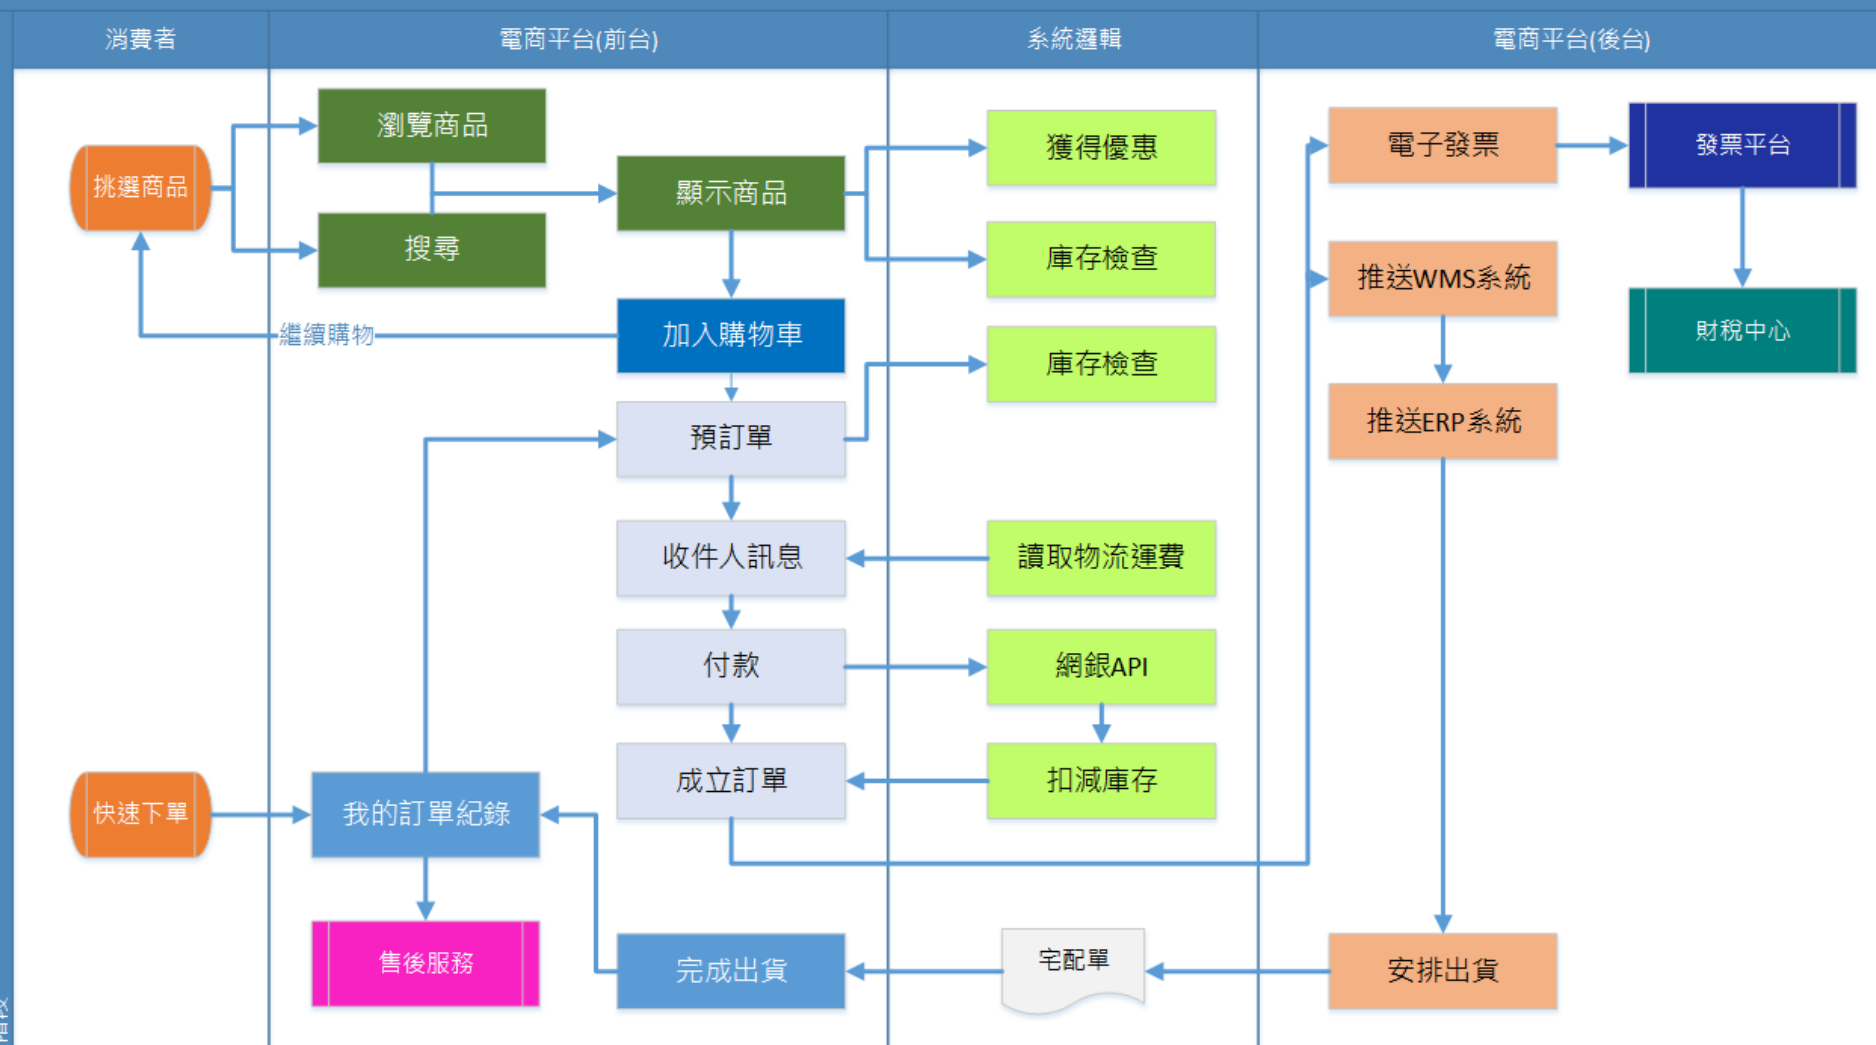 消費者
電商平台(前台)
系統邏輯
電商平台(後台)
挑選商品
瀏覽商品
搜尋
顯示商品
獲得優惠
庫存檢查
電子發票
發票平台
推送WMS系統
財稅中心
繼續購物
加入購物車
庫存檢查
預訂單
推送ERP系統
收件人訊息
讀取物流運費
付款
網銀API
成立訂單
扣減庫存
快速下單
我的訂單紀錄
售後服務
完成出貨
宅配單
安排出貨
階段